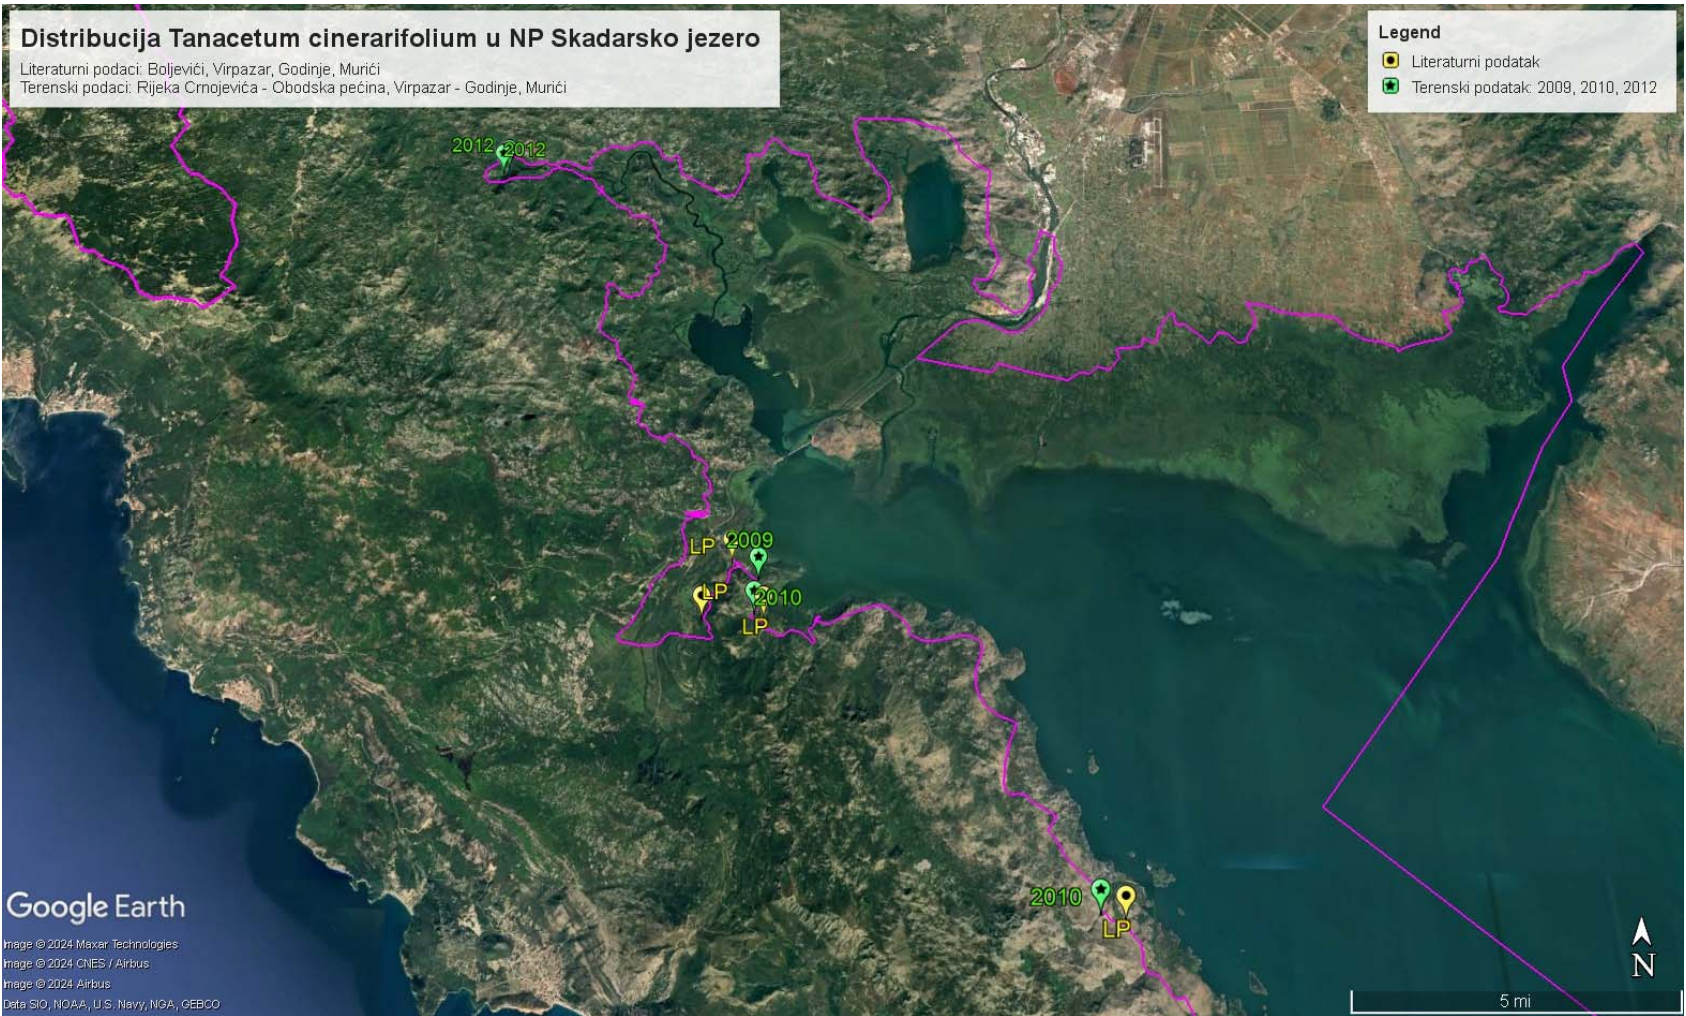 Distribucija Tanacetum cinerarifolium u NP Skadarsko jezero
Literaturni podaci: Boljevići, Virpazar, Godinje, Murići
Terenski podaci: Rijeka Crnojevića - Obodska pećina, Virpazar - Godinje, Murići
Legend
Literaturni podatak
Terenski podatak: 2009, 2010, 2012
2012
2012
LP
2009
LP
2010
LP
2010
LP
Google Earth
Image © 2024 Maxar Technologies
Image © 2024 CNES / Airbus
Image © 2024 Airbus
Data SIO, NOAA, U.S. Navy, NGA, GEBCO
N
5 mi